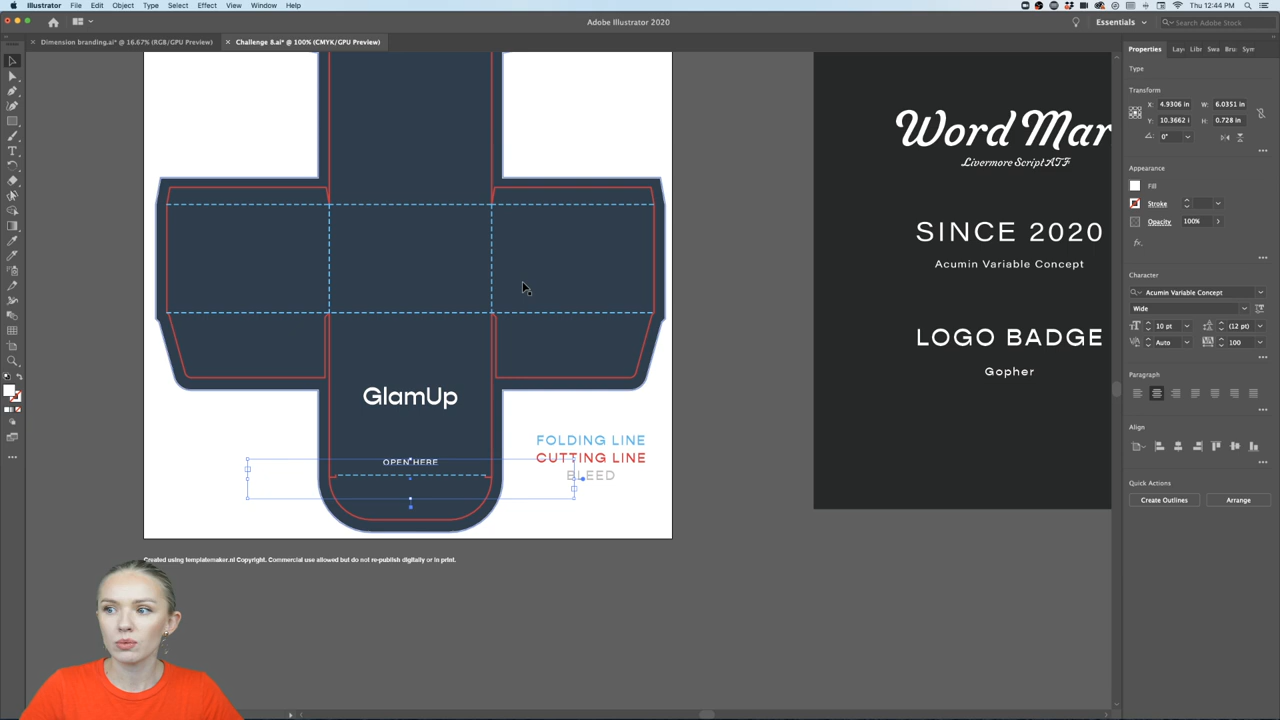 Illustrator File Edit Object Type Select Effect View Window Help
Thu 12:44 PM
Adobe Illustrator 2020
Essentials
Search Adobe Stock
Dimension branding.ai* @ 16.67% (RGB/GPU Preview)
Challenge 8.ai* @ 100% (CMYK/GPU Preview)
Properties
Type
Transform
X: 4.9306 in W: 6.0351 in
Y: 10.3662 i H: 0.728 in
0°
Appearance
Fill
Stroke
Opacity 100%
Character
Acumin Variable Concept
Wide
10 pt (12 pt)
Auto 100
Paragraph
Align
Quick Actions
Create Outlines Arrange
GlamUp
OPEN HERE
FOLDING LINE
CUTTING LINE
BLEED
Created using templatemaker.nl Copyright. Commercial use allowed but do not re-publish digitally or in print.
Word Mar
Livermore Script ATF
SINCE 2020
Acumin Variable Concept
LOGO BADGE
Gopher